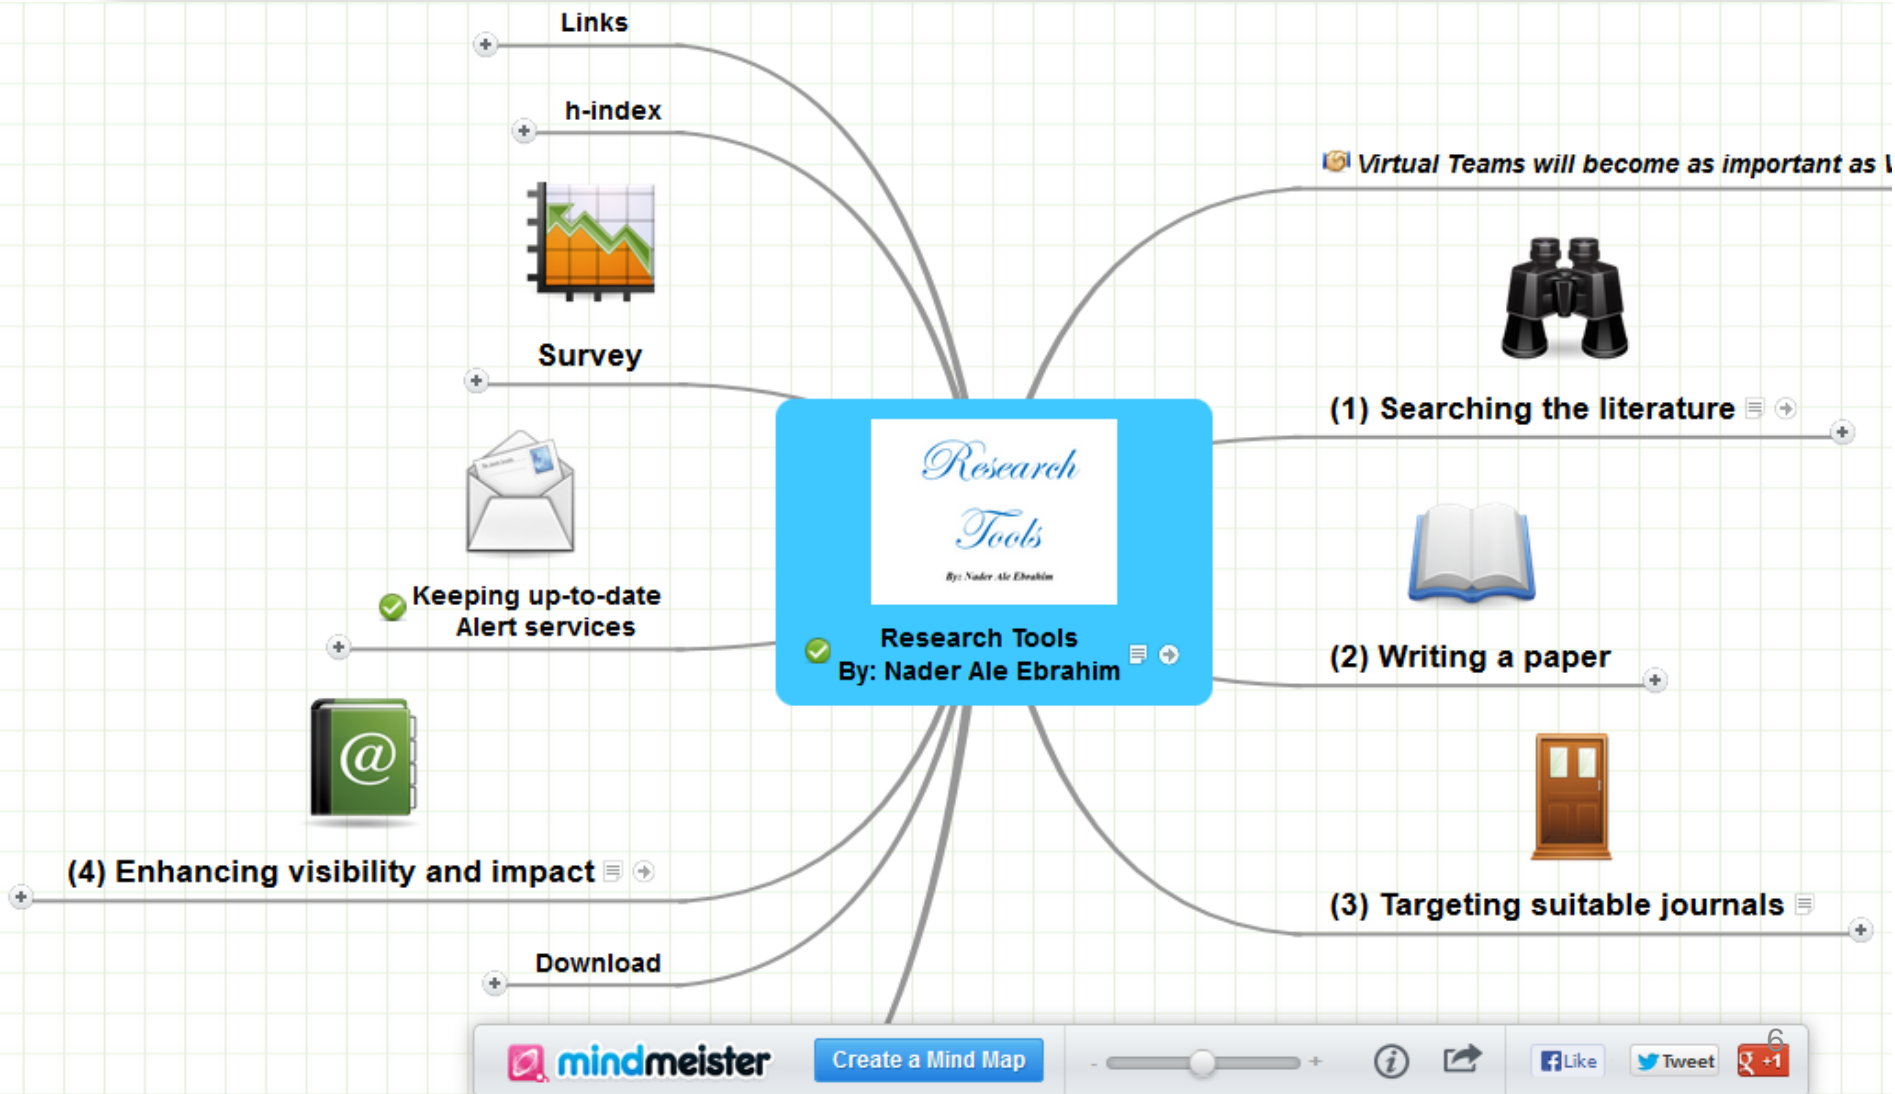 Links
h-index
Survey
Keeping up-to-date
Alert services
(4) Enhancing visibility and impact
@
Download
Research
Tools
By: Nader Ale Ebrahim
Research Tools
By: Nader Ale Ebrahim
Virtual Teams will become as important as
(1) Searching the literature
(2) Writing a paper
(3) Targeting suitable journals
mindmeister
Create a Mind Map
- +
i
Like
Tweet
g +1
6